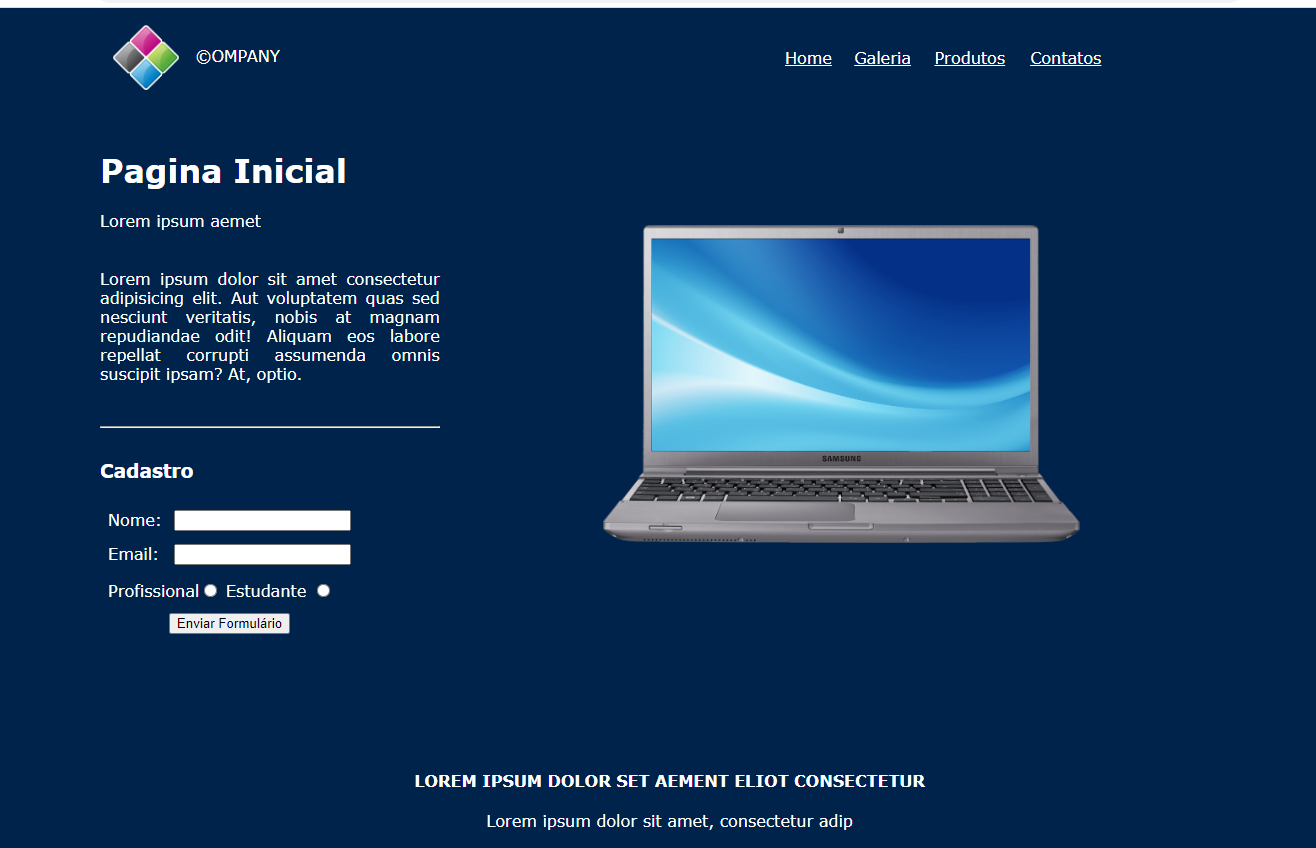 ©OMPANY
Home Galeria Produtos Contatos
Pagina Inicial
Lorem ipsum aemet
Lorem ipsum dolor sit amet consectetur
adipisicing elit. Aut voluptatem quas sed
nesciunt veritatis, nobis at magnam
repudiandae odit! Aliquam eos labore
repellat corrupti assumenda omnis
suscipit ipsam? At, optio.
SAMSUNG
Cadastro
Nome:
Email:
Profissional Estudante
Enviar Formulário
LOREM IPSUM DOLOR SET AEMENT ELIOT CONSECTETUR
Lorem ipsum dolor sit amet, consectetur adip